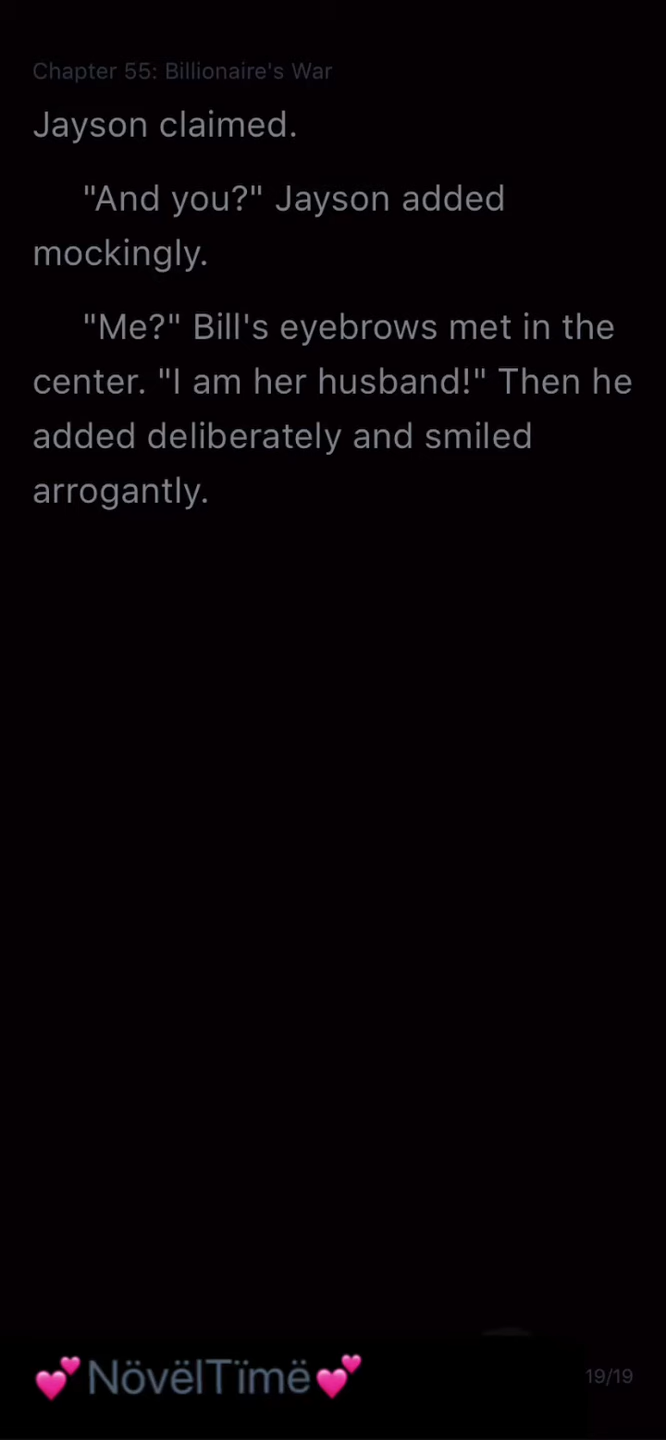 Chapter 55: Billionaire's War
Jayson claimed.
"And you?" Jayson added
mockingly.
"Me?" Bill's eyebrows met in the
center. "I am her husband!" Then he
added deliberately and smiled
arrogantly.
💕NövëlTïmë💕
19/19